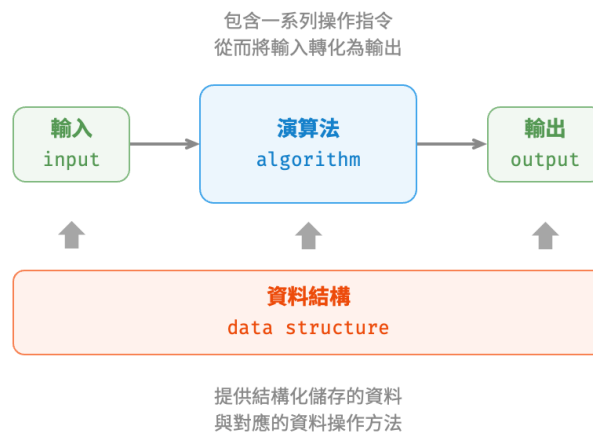 包含一系列操作指令
從而將輸入轉化為輸出
輸入
input
演算法
algorithm
輸出
output
資料結構
data structure
提供結構化儲存的資料
與對應的資料操作方法